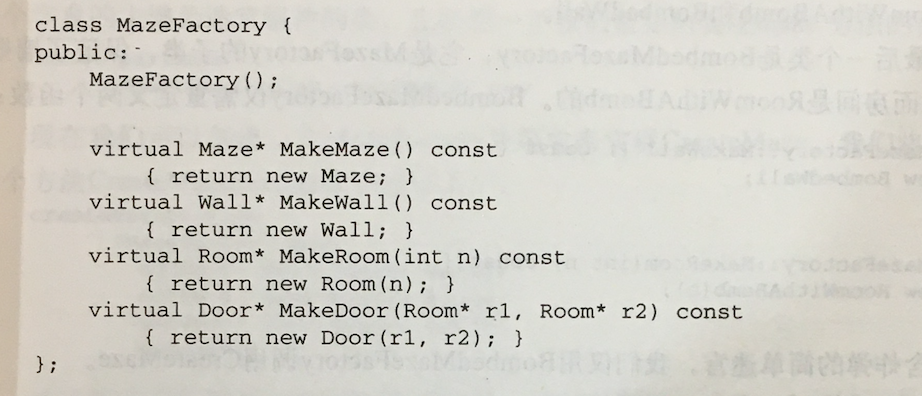 class MazeFactory {
public:
    MazeFactory();

    virtual Maze* MakeMaze() const
        { return new Maze; }
    virtual Wall* MakeWall() const
        { return new Wall; }
    virtual Room* MakeRoom(int n) const
        { return new Room(n); }
    virtual Door* MakeDoor(Room* r1, Room* r2) const
        { return new Door(r1, r2); }
};